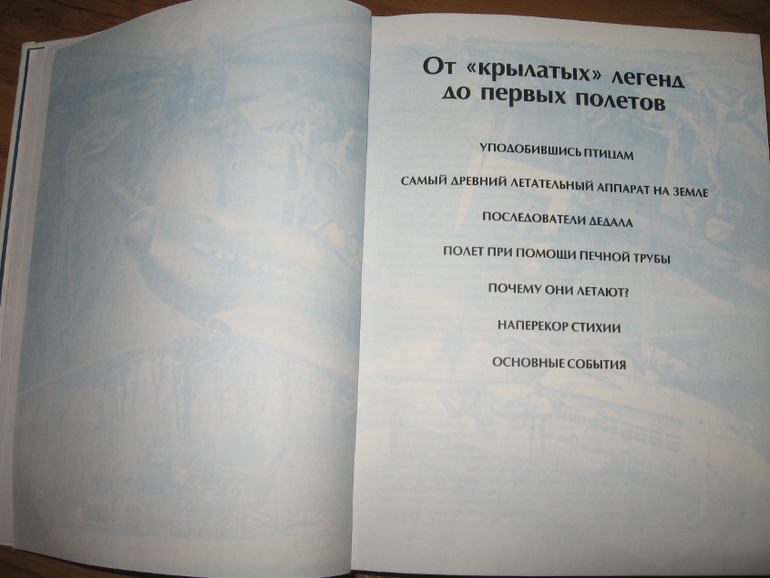 От «крылатых» легенд
до первых полетов
УПОДОБИВШИСЬ ПТИЦАМ
САМЫЙ ДРЕВНИЙ ЛЕТАТЕЛЬНЫЙ АППАРАТ НА ЗЕМЛЕ
ПОСЛЕДОВАТЕЛИ ДЕДАЛА
ПОЛЕТ ПРИ ПОМОЩИ ПЕЧНОЙ ТРУБЫ
ПОЧЕМУ ОНИ ЛЕТАЮТ?
НАПЕРЕКОР СТИХИИ
ОСНОВНЫЕ СОБЫТИЯ